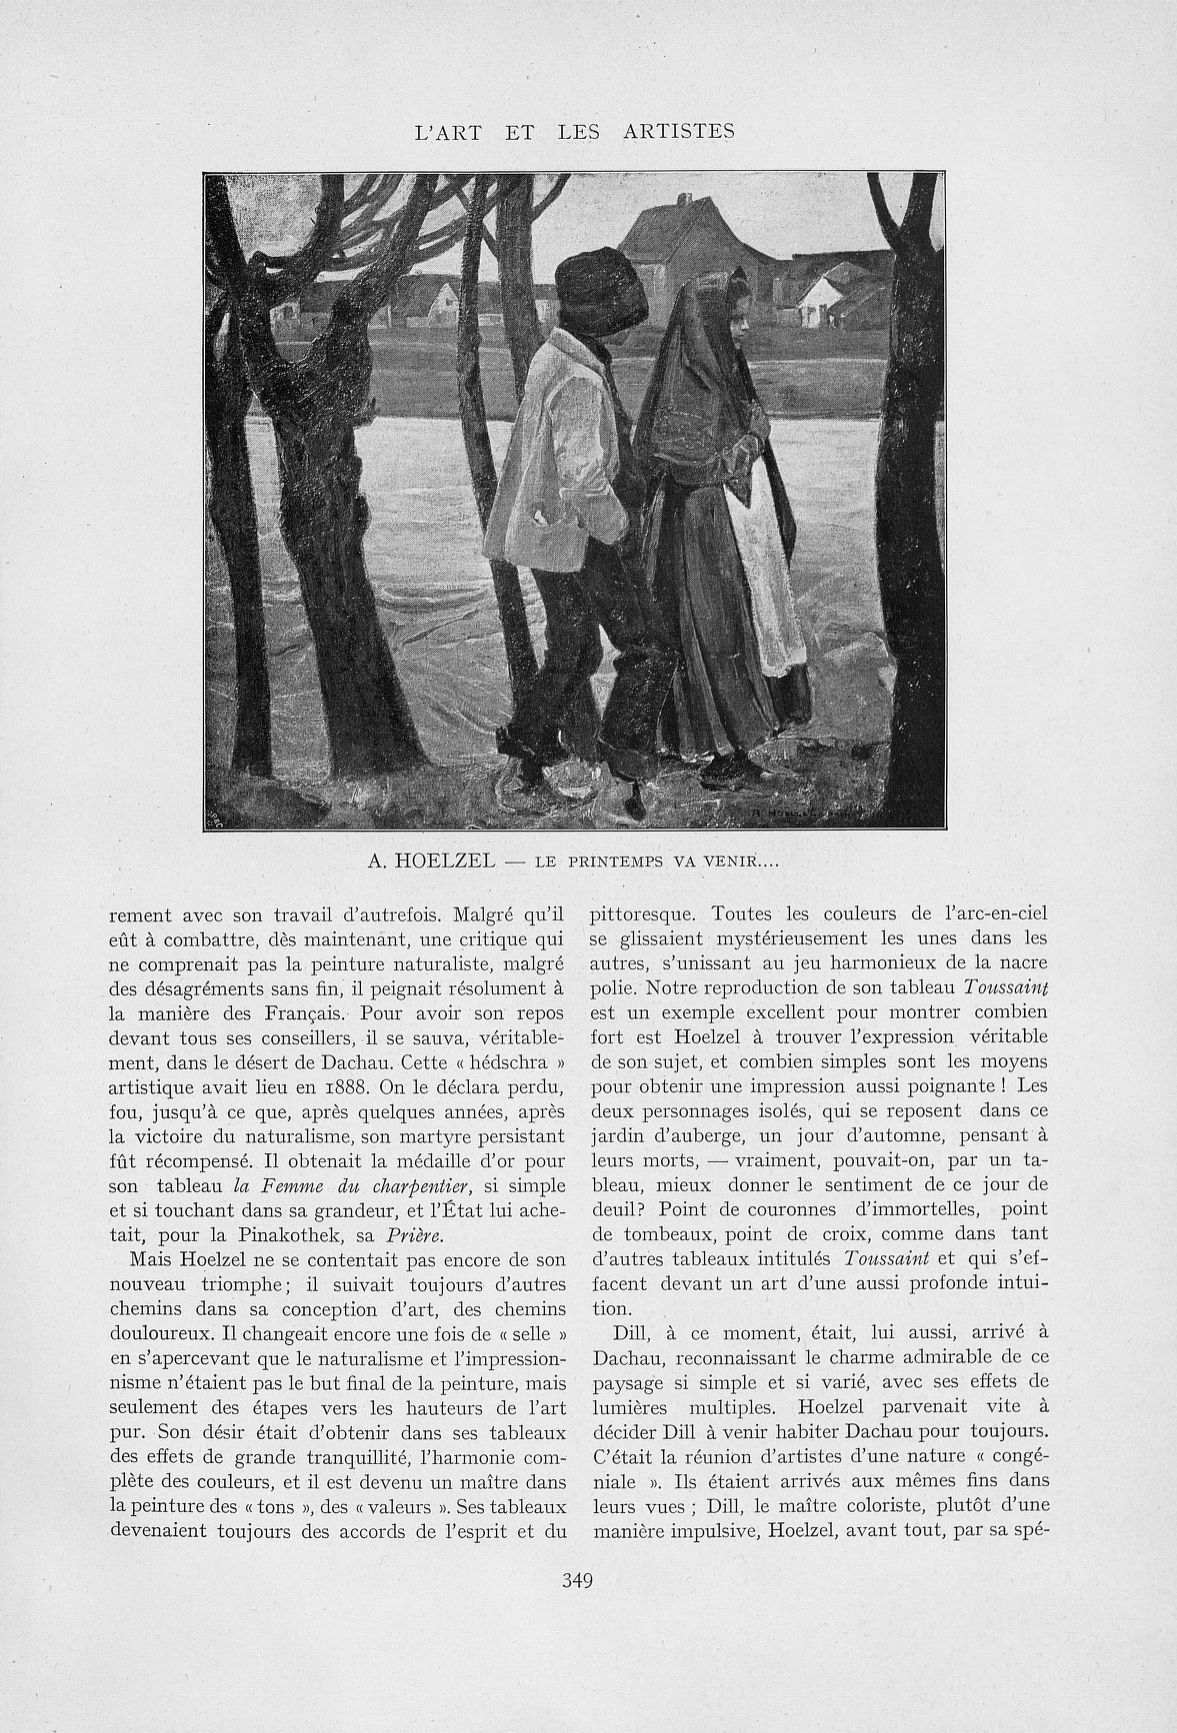 L'ART ET LES ARTISTES
A. HOELZEL — LE PRINTEMPS VA VENIR....
rement avec son travail d'autrefois. Malgré qu'il
eût à combattre, dès maintenant, une critique qui
ne comprenait pas la peinture naturaliste, malgré
des désagréments sans fin, il peignait résolument à
la manière des Français. Pour avoir son repos
devant tous ses conseillers, il se sauva, véritable-
ment, dans le désert de Dachau. Cette « hédschra »
artistique avait lieu en 1888. On le déclara perdu,
fou, jusqu'à ce que, après quelques années, après
la victoire du naturalisme, son martyre persistant
fût récompensé. Il obtenait la médaille d'or pour
son tableau la Femme du charpentier, si simple
et si touchant dans sa grandeur, et l'État lui ache-
tait, pour la Pinakothek, sa Prière.
Mais Hoelzel ne se contentait pas encore de son
nouveau triomphe; il suivait toujours d'autres
chemins dans sa conception d'art, des chemins
douloureux. Il changeait encore une fois de « selle »
en s'apercevant que le naturalisme et l'impression-
nisme n'étaient pas le but final de la peinture, mais
seulement des étapes vers les hauteurs de l'art
pur. Son désir était d'obtenir dans ses tableaux
des effets de grande tranquillité, l'harmonie com-
plète des couleurs, et il est devenu un maître dans
la peinture des « tons », des « valeurs ». Ses tableaux
devenaient toujours des accords de l'esprit et du
pittoresque. Toutes les couleurs de l'arc-en-ciel
se glissaient mystérieusement les unes dans les
autres, s'unissant au jeu harmonieux de la nacre
polie. Notre reproduction de son tableau Toussaint
est un exemple excellent pour montrer combien
fort est Hoelzel à trouver l'expression véritable
de son sujet, et combien simples sont les moyens
pour obtenir une impression aussi poignante ! Les
deux personnages isolés, qui se reposent dans ce
jardin d'auberge, un jour d'automne, pensant à
leurs morts, — vraiment, pouvait-on, par un ta-
bleau, mieux donner le sentiment de ce jour de
deuil? Point de couronnes d'immortelles, point
de tombeaux, point de croix, comme dans tant
d'autres tableaux intitulés Toussaint et qui s'ef-
facent devant un art d'une aussi profonde intui-
tion.
Dill, à ce moment, était, lui aussi, arrivé à
Dachau, reconnaissant le charme admirable de ce
paysage si simple et si varié, avec ses effets de
lumières multiples. Hoelzel parvenait vite à
décider Dill à venir habiter Dachau pour toujours.
C'était la réunion d'artistes d'une nature « congé-
niale ». Ils étaient arrivés aux mêmes fins dans
leurs vues ; Dill, le maître coloriste, plutôt d'une
manière impulsive, Hoelzel, avant tout, par sa spé-
349